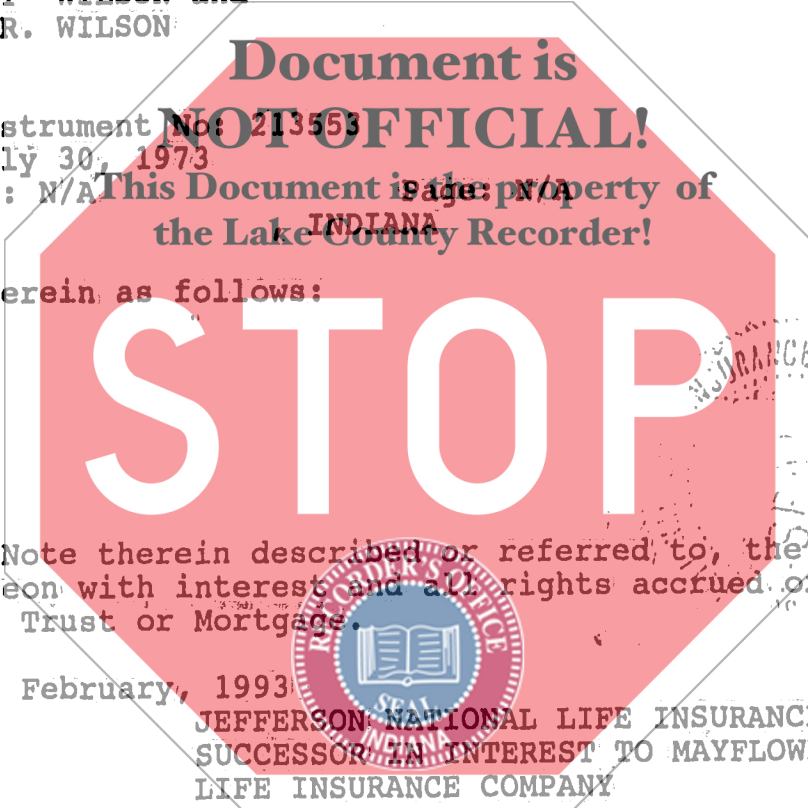 WILSON and
R. WILSON
Document is
strument No: 213553
NOT OFFICIAL!
ly 30, 1973
: N/A Page: N/A
This Document is the property of
, INDIANA
the Lake County Recorder!
erein as follows:
STOP
Note therein described or referred to, the
eon with interest and all rights accrued o
Trust or Mortgage.
RECORDER'S OFFICE
SEAL
INDIANA
February, 1993
JEFFERSON NATIONAL LIFE INSURANC
SUCCESSOR IN INTEREST TO MAYFLOW
LIFE INSURANCE COMPANY